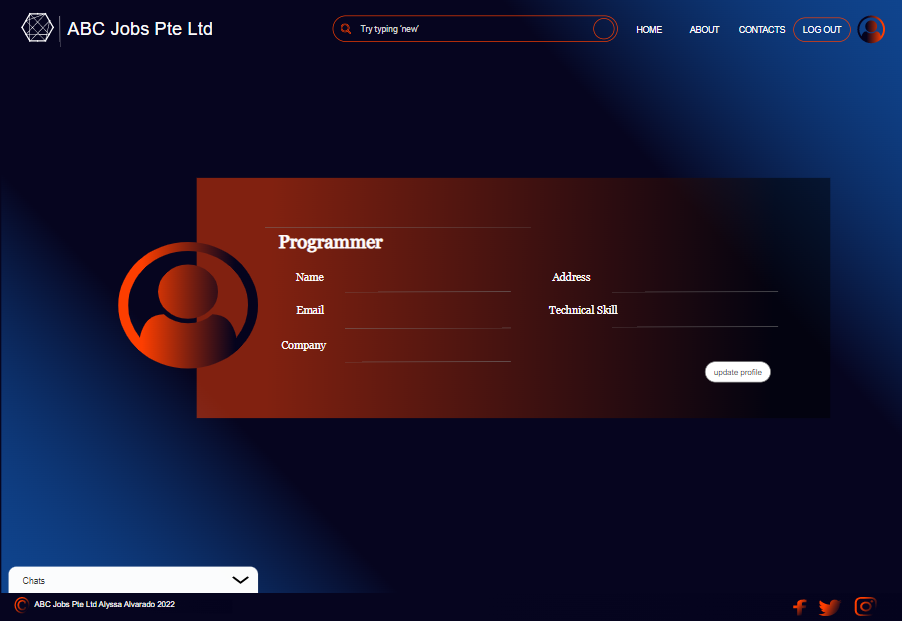 ABC Jobs Pte Ltd
Try typing 'new'
HOME
ABOUT
CONTACTS
LOG OUT
Programmer
Name
Address
Email
Technical Skill
Company
update profile
Chats
ABC Jobs Pte Ltd Alyssa Alvarado 2022